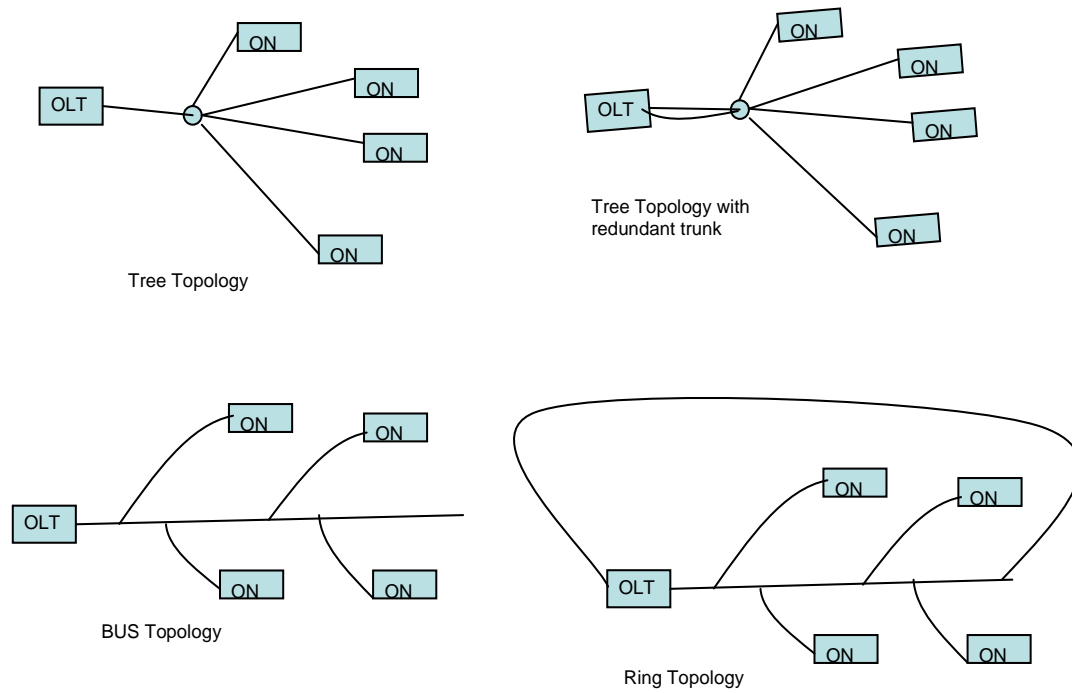 ON
ON
OLT
ON
ON
Tree Topology
ON
ON
OLT
ON
ON
Tree Topology with
redundant trunk
ON
ON
OLT
ON
ON
BUS Topology
ON
ON
OLT
ON
ON
Ring Topology